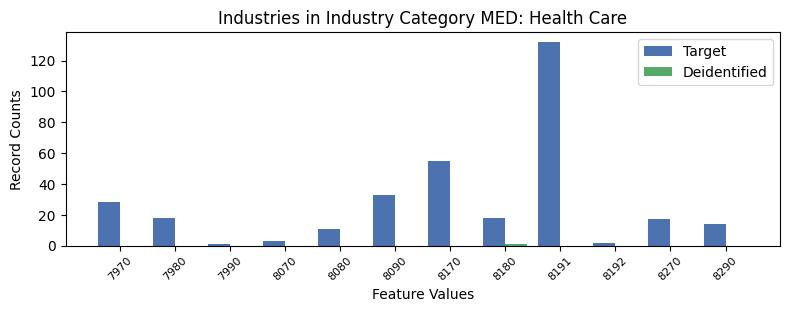 Industries in Industry Category MED: Health Care
Target
Deidentified
Record Counts
120
100
80
60
40
20
0
7970 7980 7990 8070 8080 8090 8170 8180 8191 8192 8270 8290
Feature Values